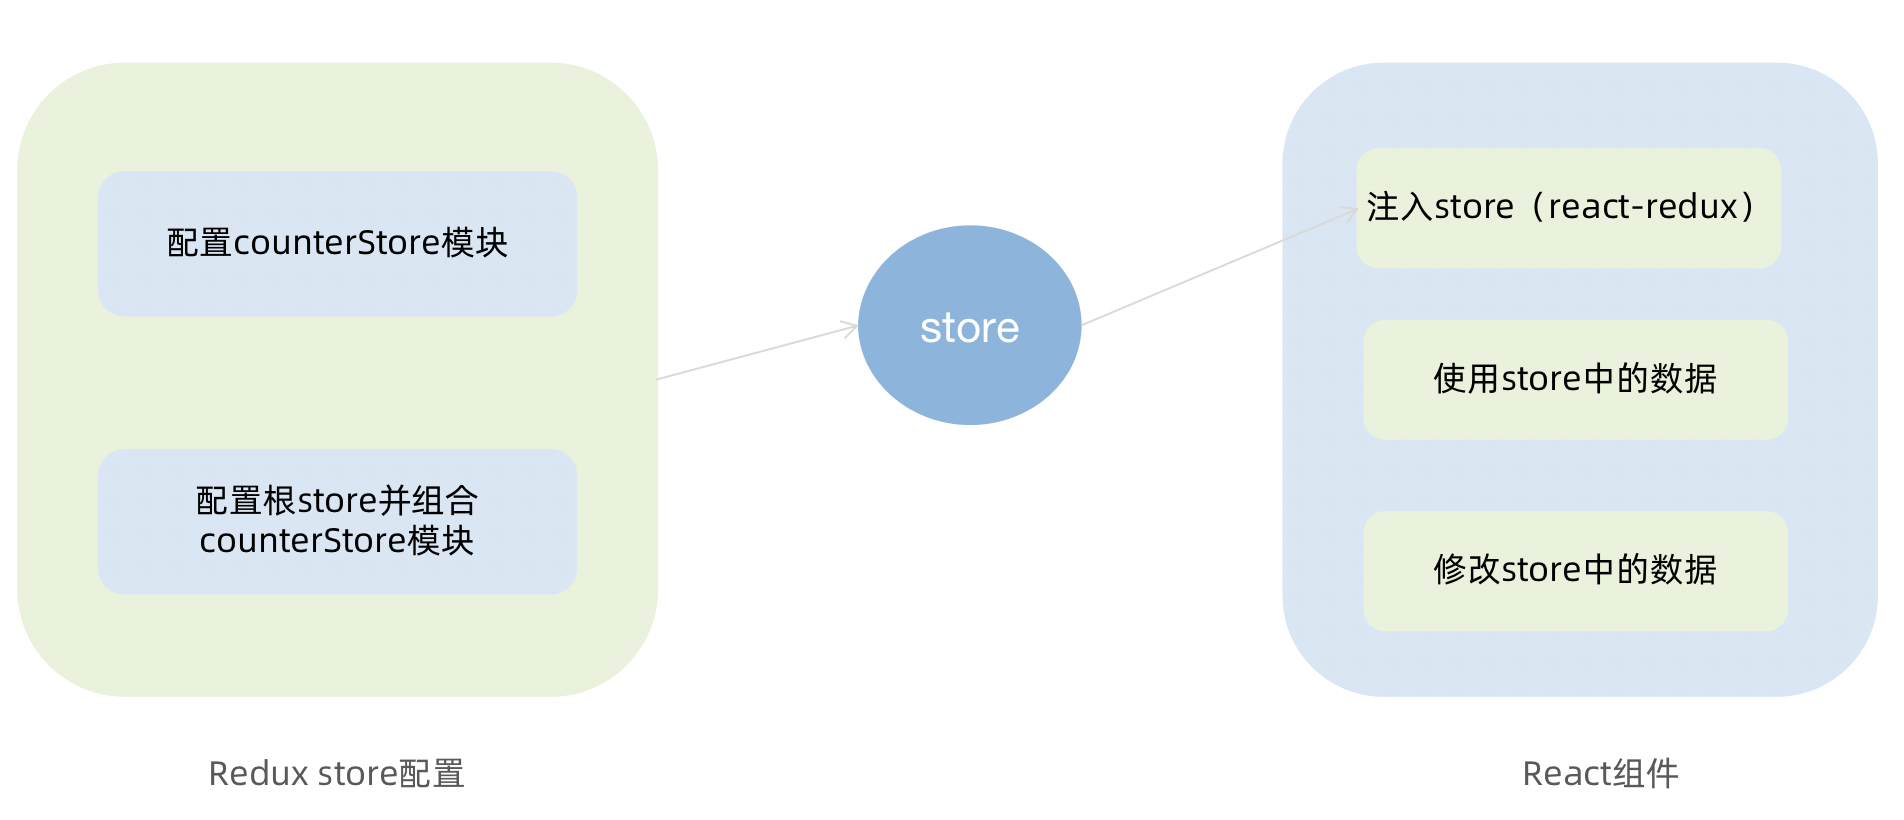 配置counterStore模块
配置根store并组合
counterStore模块
Redux store配置
store
注入store（react-redux）
使用store中的数据
修改store中的数据
React组件